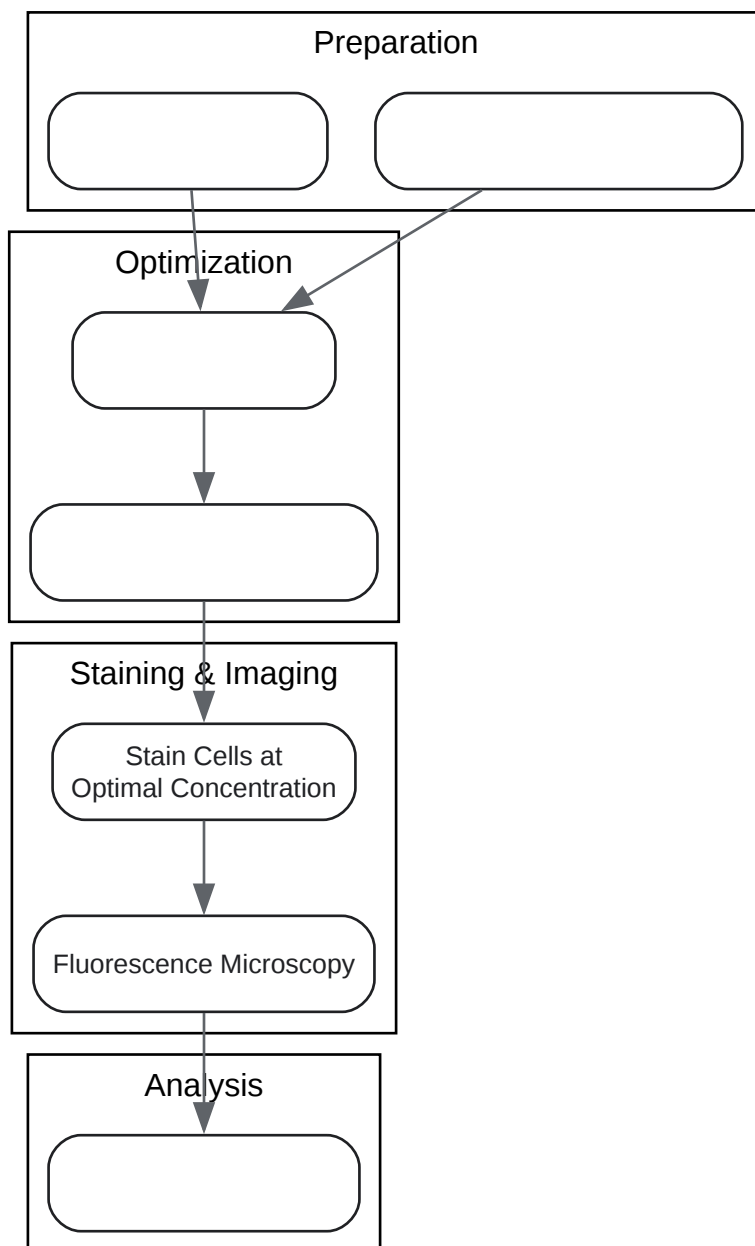 Preparation
Optimization
Staining & Imaging
Stain Cells at
Optimal Concentration
Fluorescence Microscopy
Analysis